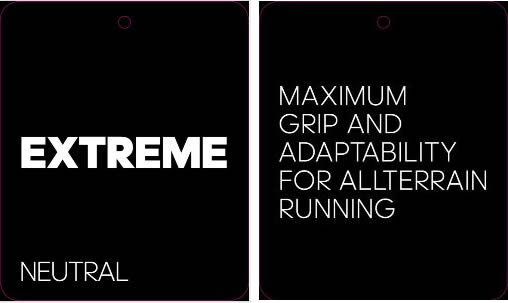 EXTREME
NEUTRAL
MAXIMUM
GRIP AND
ADAPTABILITY
FOR ALLTERRAIN
RUNNING